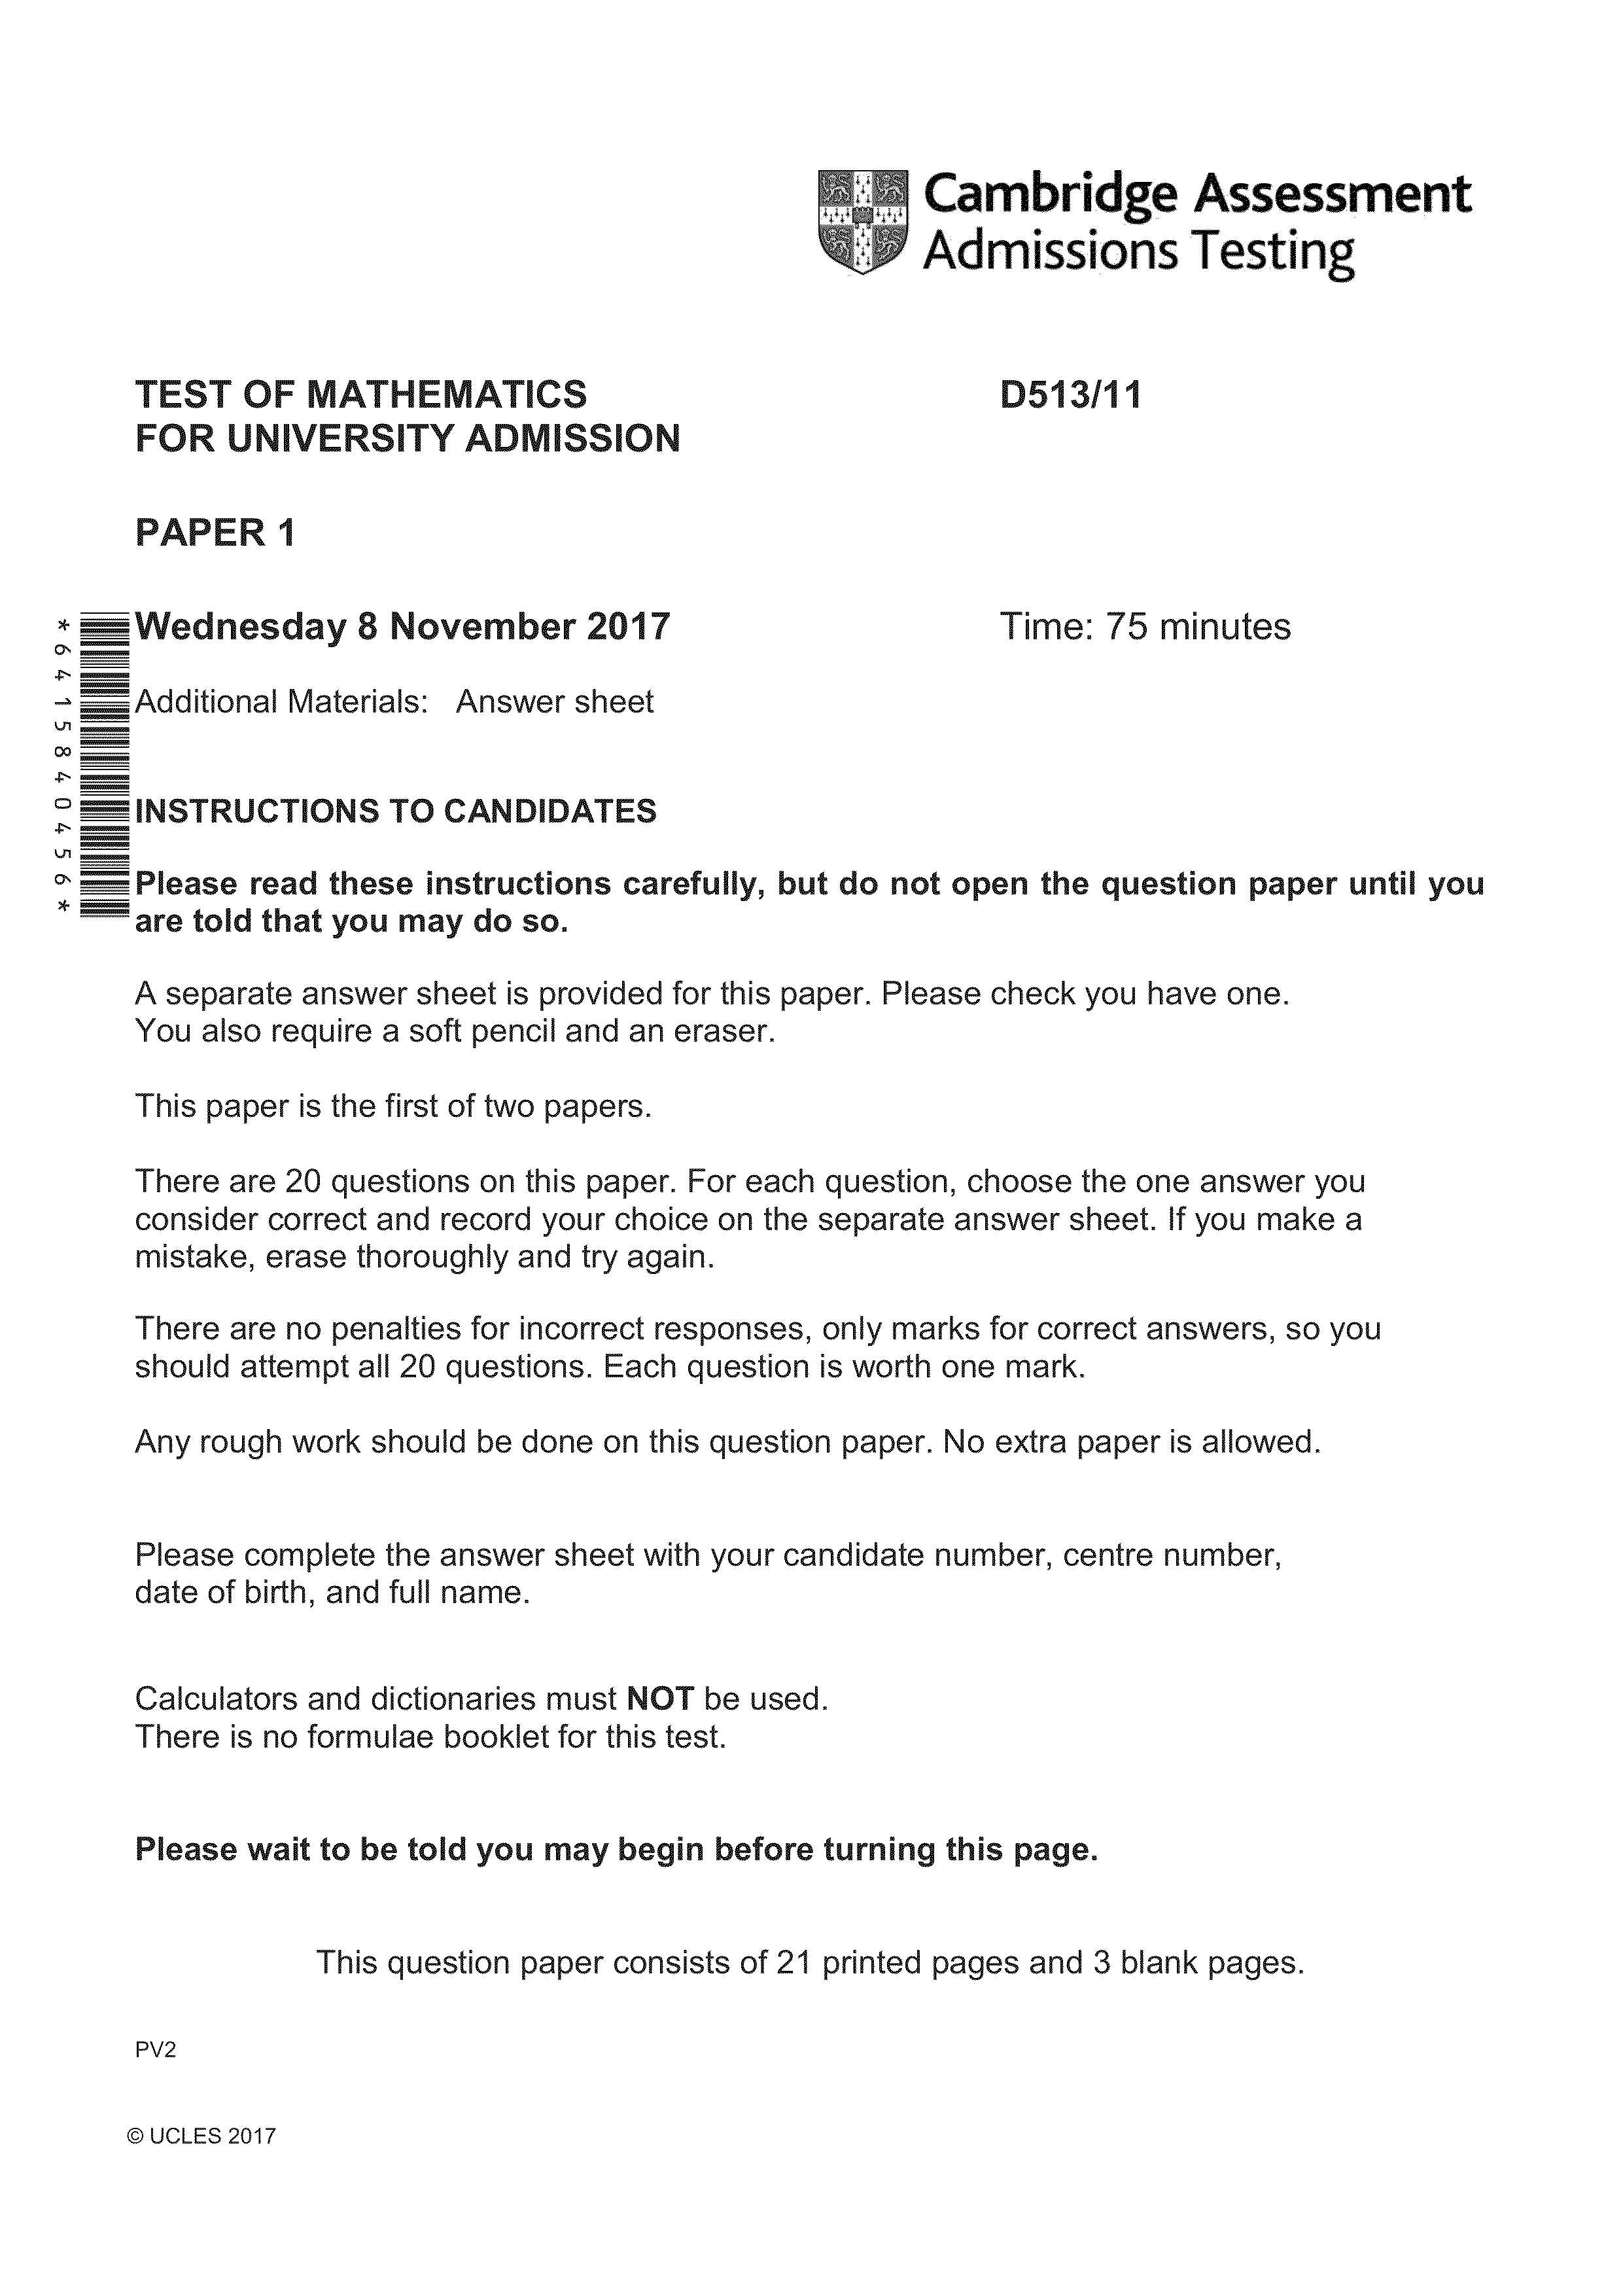 Cambridge Assessment
Admissions Testing
TEST OF MATHEMATICS
FOR UNIVERSITY ADMISSION
D513/11
PAPER 1
Wednesday 8 November 2017
Time: 75 minutes
Additional Materials: Answer sheet
*6415840456*
INSTRUCTIONS TO CANDIDATES
Please read these instructions carefully, but do not open the question paper until you
are told that you may do so.
A separate answer sheet is provided for this paper. Please check you have one.
You also require a soft pencil and an eraser.
This paper is the first of two papers.
There are 20 questions on this paper. For each question, choose the one answer you
consider correct and record your choice on the separate answer sheet. If you make a
mistake, erase thoroughly and try again.
There are no penalties for incorrect responses, only marks for correct answers, so you
should attempt all 20 questions. Each question is worth one mark.
Any rough work should be done on this question paper. No extra paper is allowed.
Please complete the answer sheet with your candidate number, centre number,
date of birth, and full name.
Calculators and dictionaries must NOT be used.
There is no formulae booklet for this test.
Please wait to be told you may begin before turning this page.
This question paper consists of 21 printed pages and 3 blank pages.
PV2
© UCLES 2017